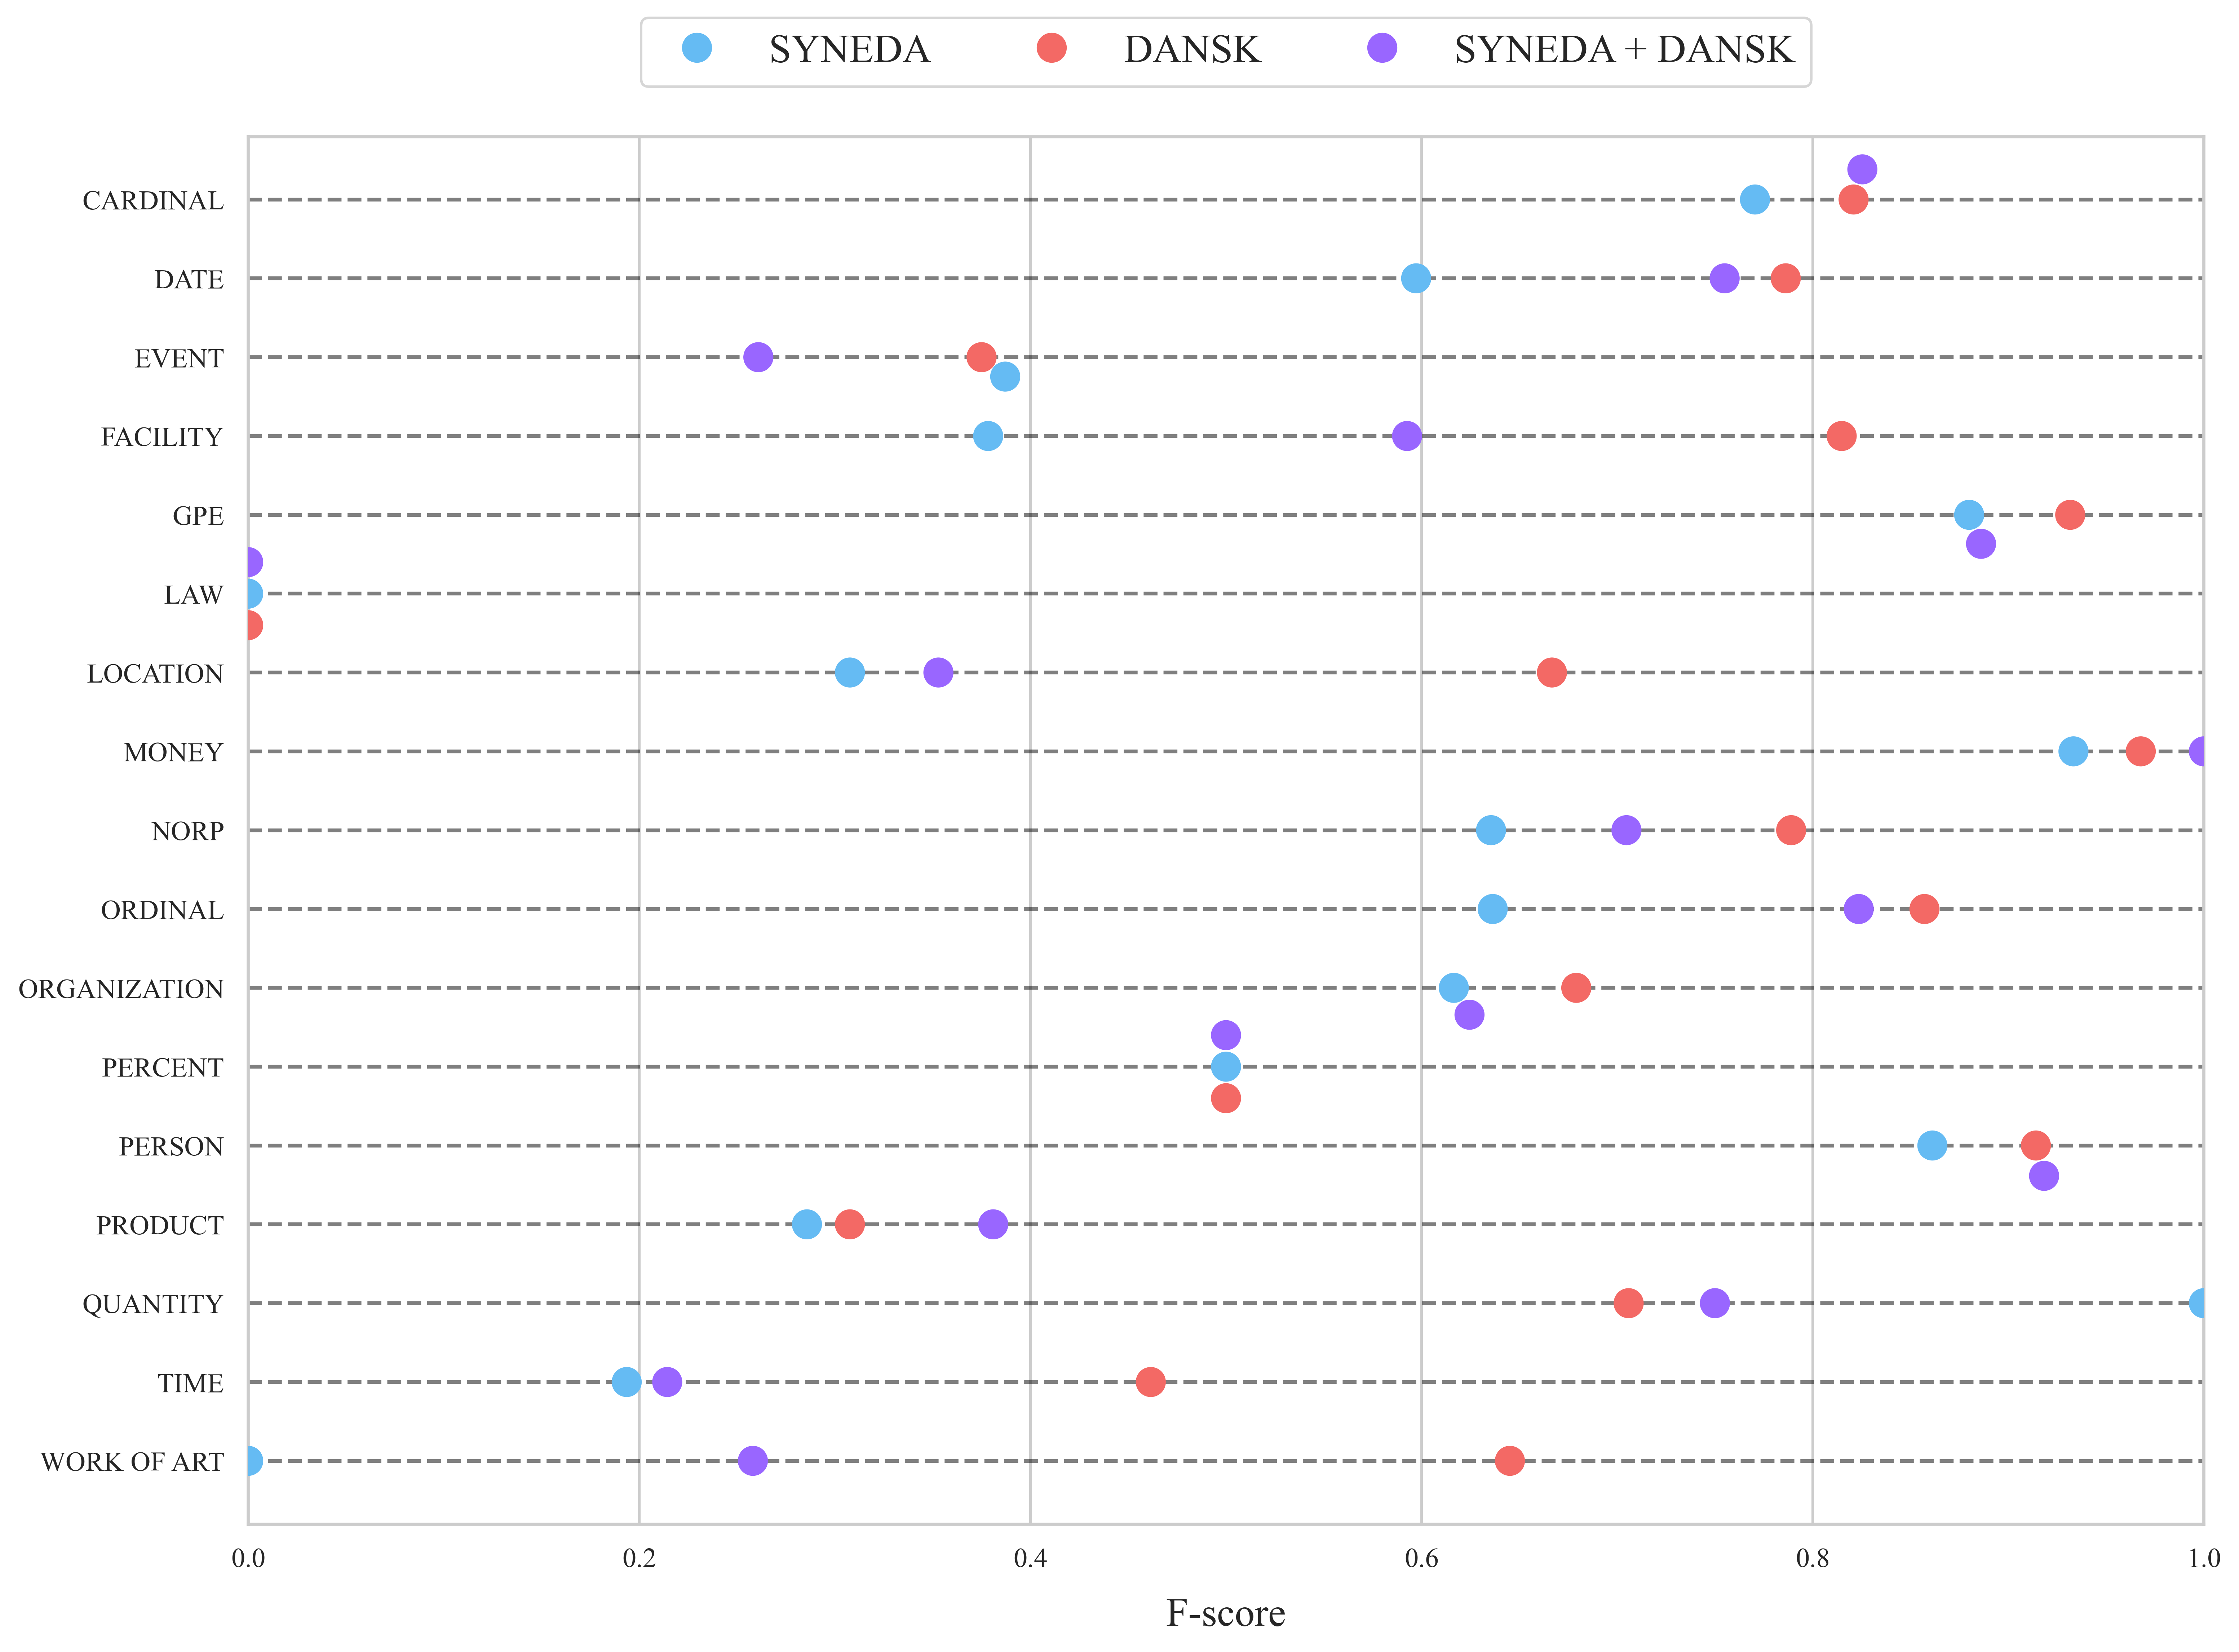 SYNEDA DANSK SYNEDA + DANSK
CARDINAL
DATE
EVENT
FACILITY
GPE
LAW
LOCATION
MONEY
NORP
ORDINAL
ORGANIZATION
PERCENT
PERSON
PRODUCT
QUANTITY
TIME
WORK OF ART
0.0 0.2 0.4 0.6 0.8 1.0
F-score